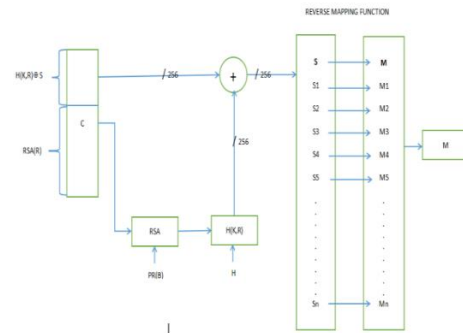 REVERSE MAPPING FUNCTION
H(K,R)⊕ S
/ 256
+
/ 256
C
RSA(R)
/ 256
RSA
H(K,R)
PR(B)
H
S
M
S1
M1
S2
M2
S3
M3
S4
M4
S5
M5
.
.
.
.
.
.
.
.
.
.
.
.
Sn
Mn
M